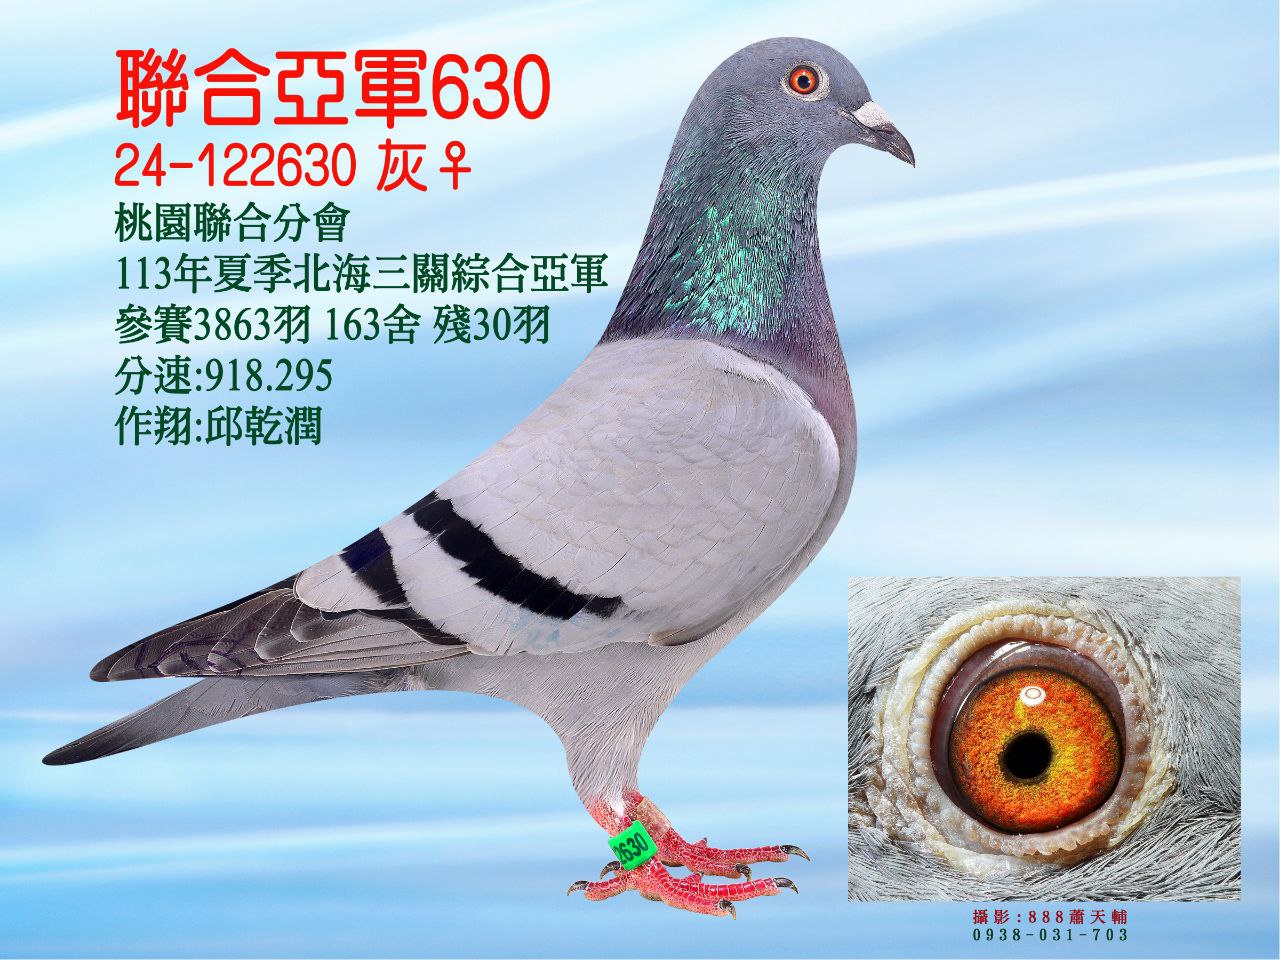 聯合亞軍630
24-122630 灰♀
桃園聯合分會
113年夏季北海三關綜合亞軍
參賽3863羽 163舍 殘30羽
分速:918.295
作翔:邱乾潤
2630
攝影:888蕭天輔
0938-031-703